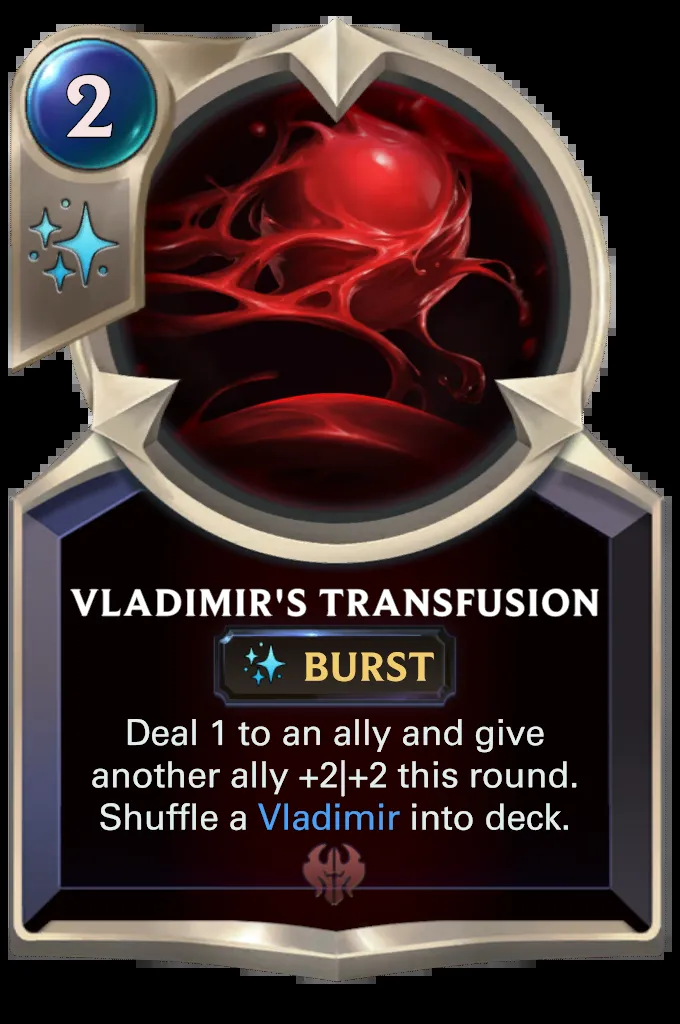 2
VLADIMIR'S TRANSFUSION
BURST
Deal 1 to an ally and give
another ally +2|+2 this round.
Shuffle a Vladimir into deck.